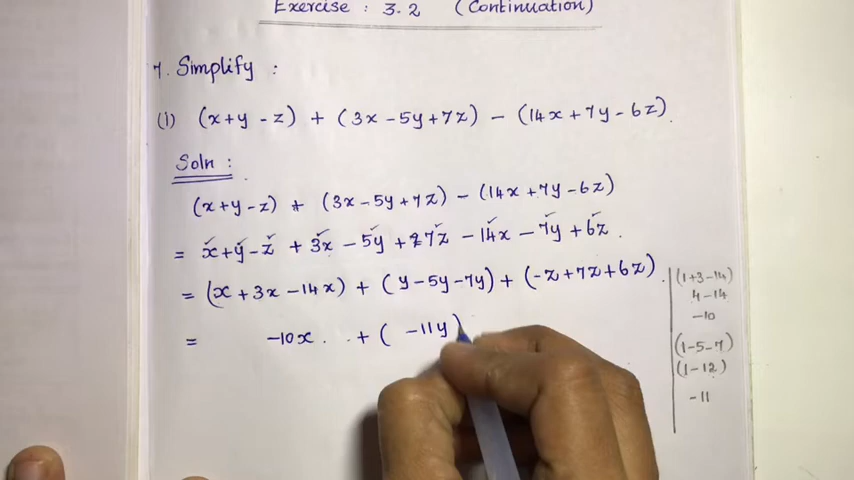 Exercise : 3.2 (Continuation)
7. Simplify :
(1) (x+y-z) + (3x-5y+7z) - (14x+7y-6z).
Soln :
(x+y-z) + (3x-5y+7z) - (14x+7y-6z)
= x+y-z + 3x-5y+7z-14x-7y+6z.
= (x+3x-14x) + (y-5y-7y) + (-z+7z+6z).
= -10x. + (-11y)
(1+3-14)
4-14
-10
(1-5-7)
(1-12)
-11